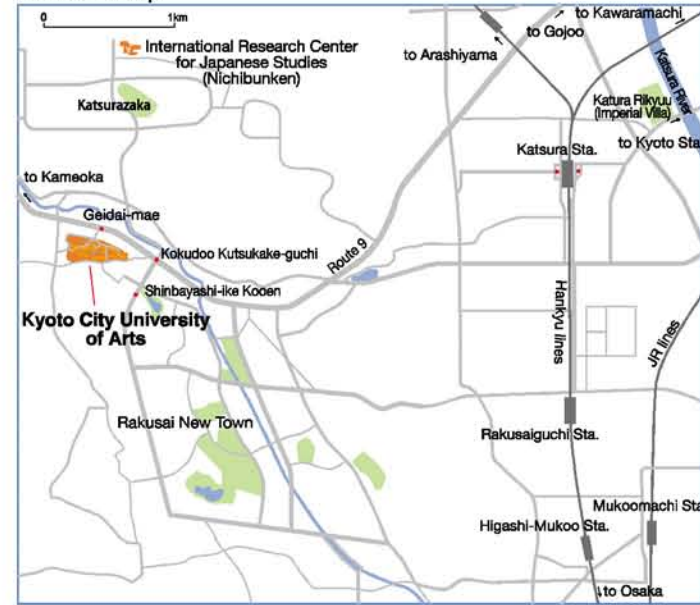 0
1km
to Kawaramachi
to Gojoo
International Research Center
for Japanese Studies
(Nichibunken)
to Arashiyama
Katsura River
Katsurazaka
Katura Rikyuu
(Imperial Villa)
to Kyoto Sta
Katsura Sta.
to Kameoka
Geidai-mae
Kokudoo Kutsukake-guchi
Route 9
Shinbayashi-ike Kooen
Kyoto City University
of Arts
Hankyu lines
JR lines
Rakusai New Town
Rakusaiguchi Sta.
Mukoomachi Sta
Higashi-Mukoo Sta.
to Osaka